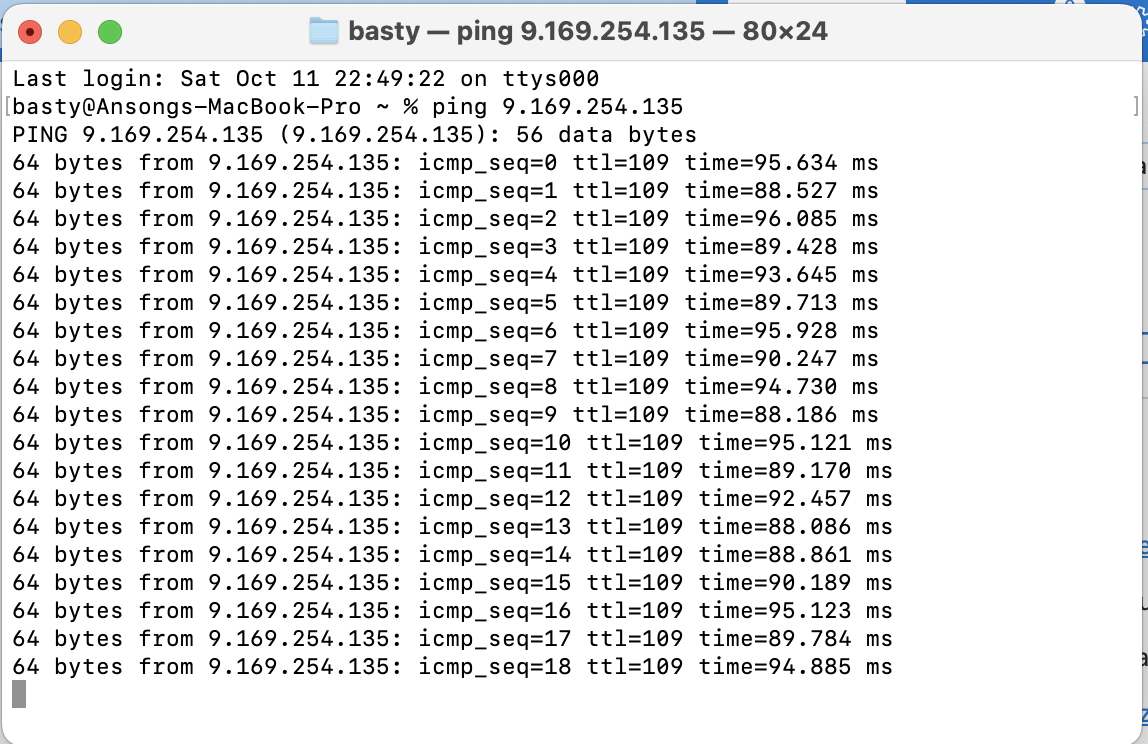 basty — ping 9.169.254.135 — 80×24
Last login: Sat Oct 11 22:49:22 on ttys000
[basty@Ansongs-MacBook-Pro ~ % ping 9.169.254.135 ]
PING 9.169.254.135 (9.169.254.135): 56 data bytes
64 bytes from 9.169.254.135: icmp_seq=0 ttl=109 time=95.634 ms
64 bytes from 9.169.254.135: icmp_seq=1 ttl=109 time=88.527 ms
64 bytes from 9.169.254.135: icmp_seq=2 ttl=109 time=96.085 ms
64 bytes from 9.169.254.135: icmp_seq=3 ttl=109 time=89.428 ms
64 bytes from 9.169.254.135: icmp_seq=4 ttl=109 time=93.645 ms
64 bytes from 9.169.254.135: icmp_seq=5 ttl=109 time=89.713 ms
64 bytes from 9.169.254.135: icmp_seq=6 ttl=109 time=95.928 ms
64 bytes from 9.169.254.135: icmp_seq=7 ttl=109 time=90.247 ms
64 bytes from 9.169.254.135: icmp_seq=8 ttl=109 time=94.730 ms
64 bytes from 9.169.254.135: icmp_seq=9 ttl=109 time=88.186 ms
64 bytes from 9.169.254.135: icmp_seq=10 ttl=109 time=95.121 ms
64 bytes from 9.169.254.135: icmp_seq=11 ttl=109 time=89.170 ms
64 bytes from 9.169.254.135: icmp_seq=12 ttl=109 time=92.457 ms
64 bytes from 9.169.254.135: icmp_seq=13 ttl=109 time=88.086 ms
64 bytes from 9.169.254.135: icmp_seq=14 ttl=109 time=88.861 ms
64 bytes from 9.169.254.135: icmp_seq=15 ttl=109 time=90.189 ms
64 bytes from 9.169.254.135: icmp_seq=16 ttl=109 time=95.123 ms
64 bytes from 9.169.254.135: icmp_seq=17 ttl=109 time=89.784 ms
64 bytes from 9.169.254.135: icmp_seq=18 ttl=109 time=94.885 ms